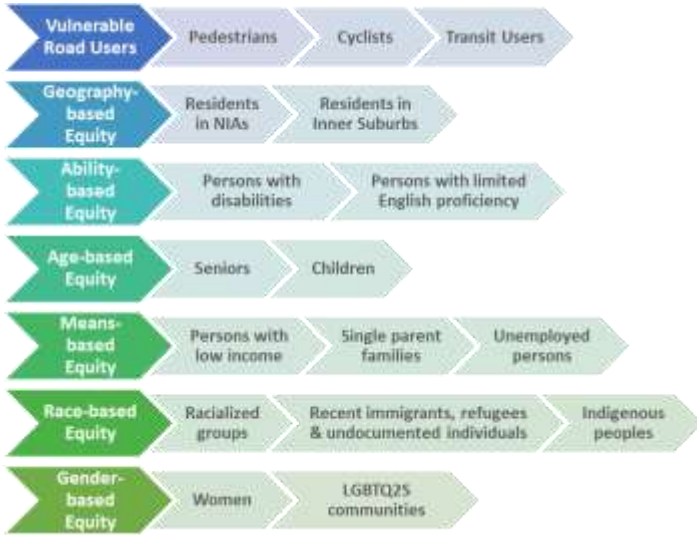 Vulnerable
Road Users
Pedestrians
Cyclists
Transit Users
Geography-
based
Equity
Residents
in NIAs
Residents in
Inner Suburbs
Ability-
based
Equity
Persons with
disabilities
Persons with limited
English proficiency
Age-based
Equity
Seniors
Children
Means-
based
Equity
Persons with
low income
Single parent
families
Unemployed
persons
Race-based
Equity
Racialized
groups
Recent immigrants, refugees
& undocumented individuals
Indigenous
peoples
Gender-
based
Equity
Women
LGBTQ2S
communities